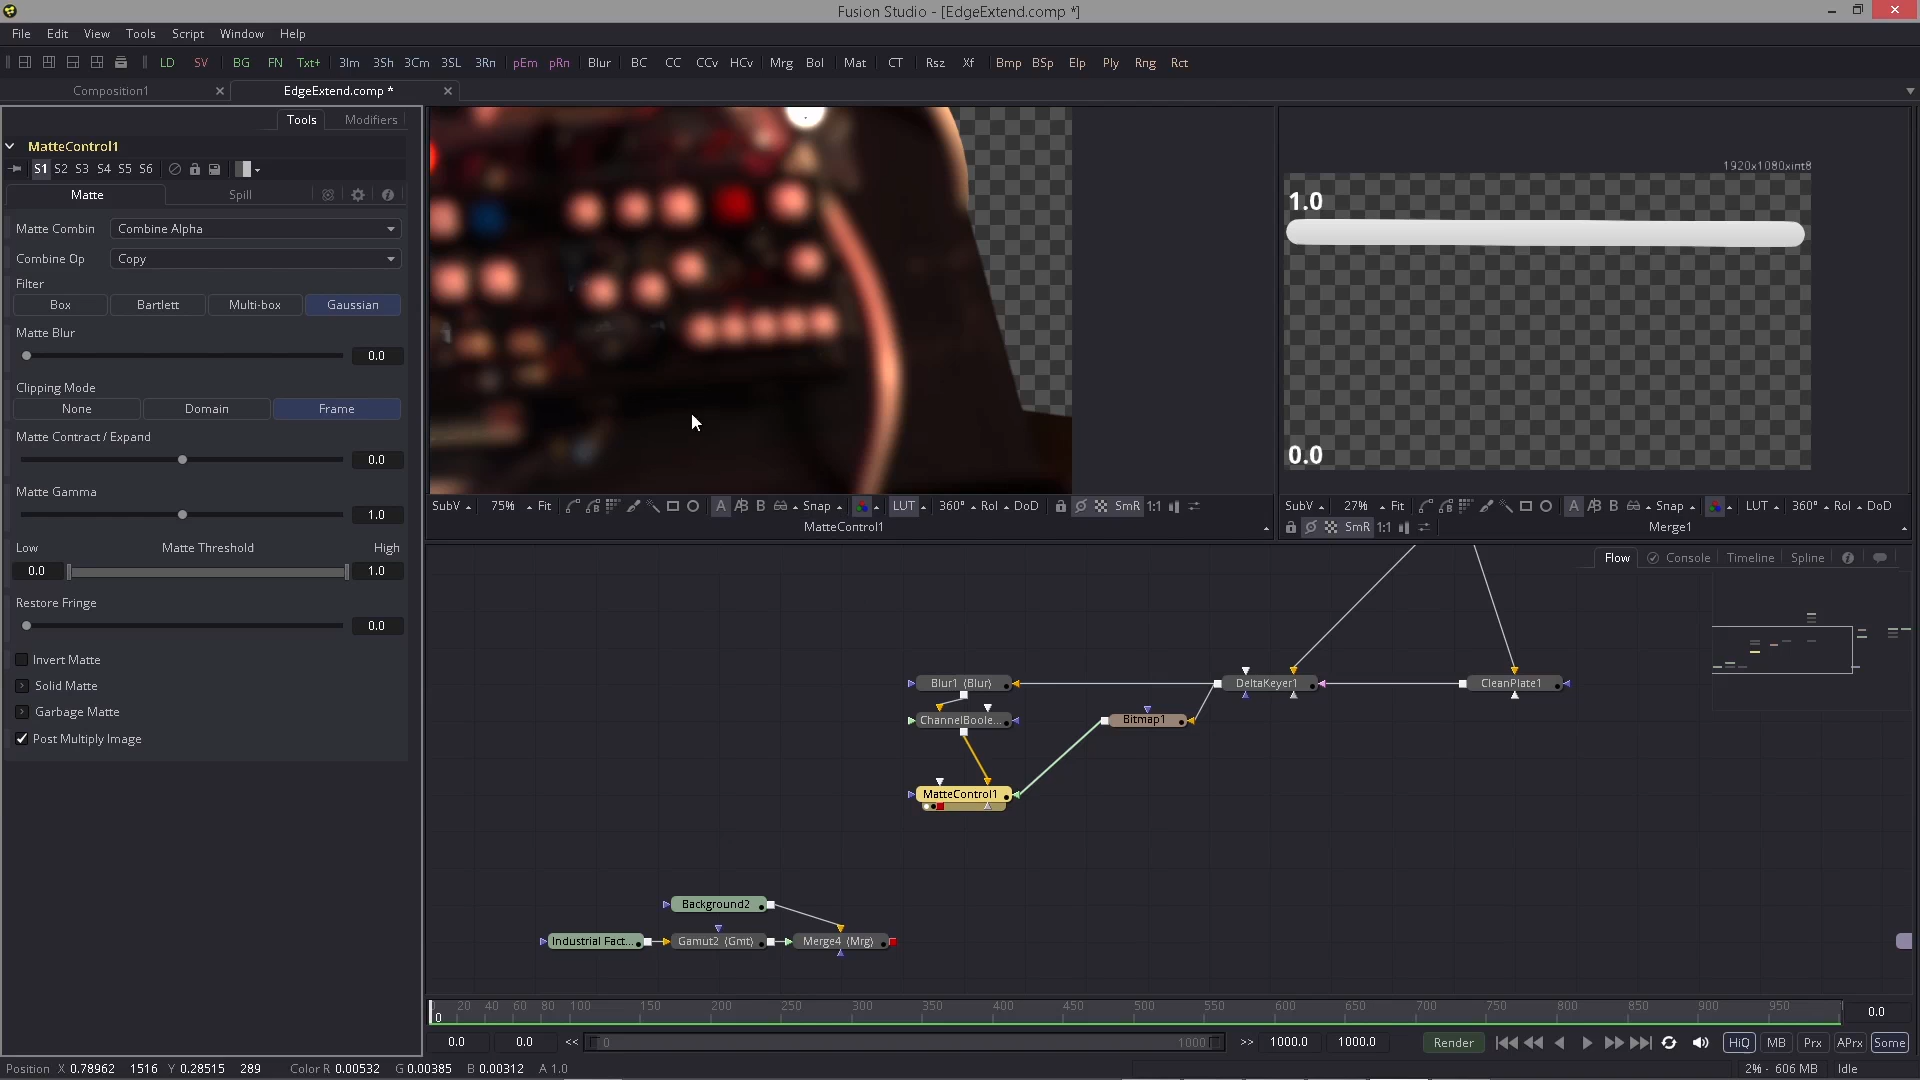 Fusion Studio - [EdgeExtend.comp *]
File Edit View Tools Script Window Help
LD SV BG FN Txt+ 3Im 3Sh 3Cm 3SL 3Rn pEm pRn Blur BC CC CCv HCv Mrg Bol Mat CT Rsz Xf Bmp BSp Elp Ply Rng Rct
Composition1 EdgeExtend.comp *
Tools Modifiers
MatteControl1
S1 S2 S3 S4 S5 S6
Matte Spill
Matte Combin Combine Alpha
Combine Op Copy
Filter
Box Bartlett Multi-box Gaussian
Matte Blur
0.0
Clipping Mode
None Domain Frame
Matte Contract / Expand
0.0
Matte Gamma
1.0
Low Matte Threshold High
0.0 1.0
Restore Fringe
0.0
Invert Matte
Solid Matte
Garbage Matte
Post Multiply Image
1920x1080xint8
1.0
0.0
SubV 75% Fit A A|B B Snap LUT 360° RoI DoD SmR 1:1
MatteControl1
SubV 27% Fit A A|B B Snap LUT 360° RoI DoD
SmR 1:1 Merge1
Flow Console Timeline Spline
Blur1 (Blur) DeltaKeyer1 CleanPlate1
ChannelBoole... Bitmap1
MatteControl1
Background2
Industrial Fact... Gamut2 (Gmt) Merge4 (Mrg)
0 20 40 60 80 100 150 200 250 300 350 400 450 500 550 600 650 700 750 800 850 900 950 0.0
0.0 0.0 << 0 1000 >> 1000.0 1000.0 Render HiQ MB Prx APrx Some
Position X 0.78962 1516 Y 0.28515 289 Color R 0.00532 G 0.00385 B 0.00312 A 1.0 2% - 606 MB Idle